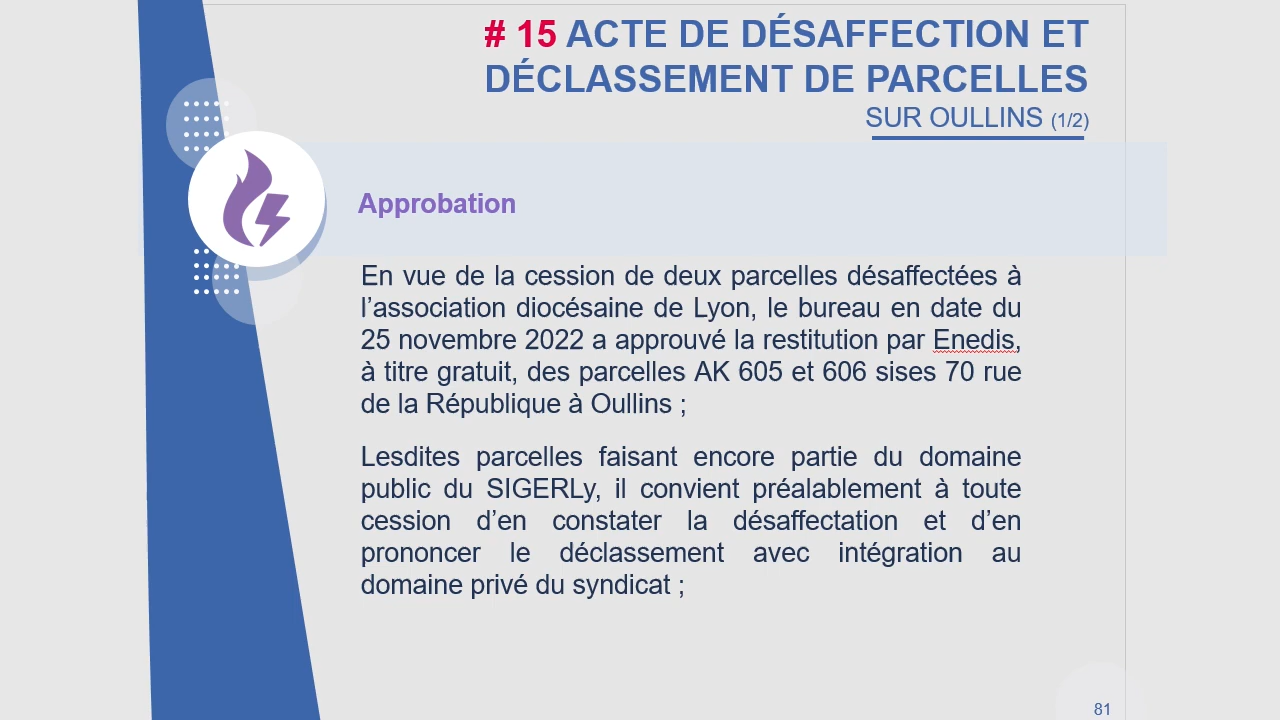 # 15 ACTE DE DÉSAFFECTION ET
DÉCLASSEMENT DE PARCELLES
SUR OULLINS (1/2)
Approbation
En vue de la cession de deux parcelles désaffectées à
l’association diocésaine de Lyon, le bureau en date du
25 novembre 2022 a approuvé la restitution par Enedis,
à titre gratuit, des parcelles AK 605 et 606 sises 70 rue
de la République à Oullins ;
Lesdites parcelles faisant encore partie du domaine
public du SIGERLy, il convient préalablement à toute
cession d’en constater la désaffectation et d’en
prononcer le déclassement avec intégration au
domaine privé du syndicat ;
81